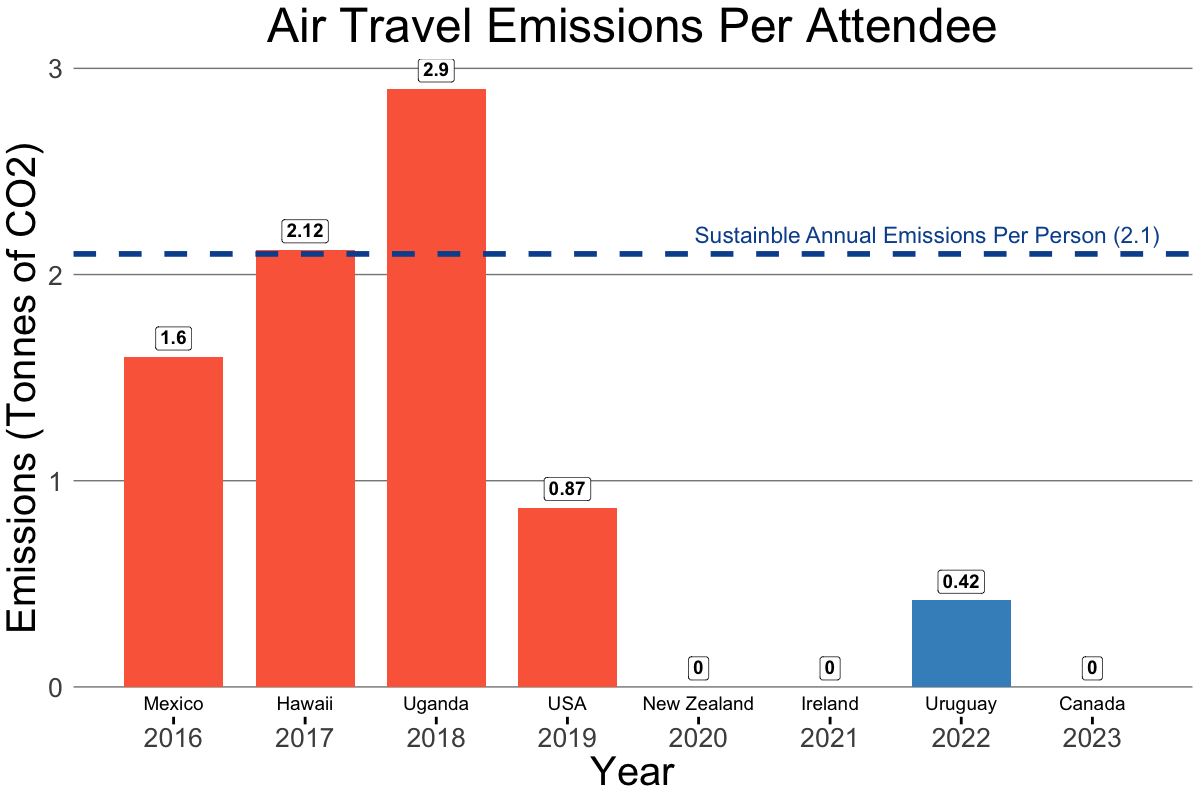 Air Travel Emissions Per Attendee
Emissions (Tonnes of CO2)
3
2
1
0
2.9
2.12
Sustainble Annual Emissions Per Person (2.1)
1.6
0.87
0.42
0
0
0
Mexico Hawaii Uganda USA New Zealand Ireland Uruguay Canada
2016 2017 2018 2019 2020 2021 2022 2023
Year